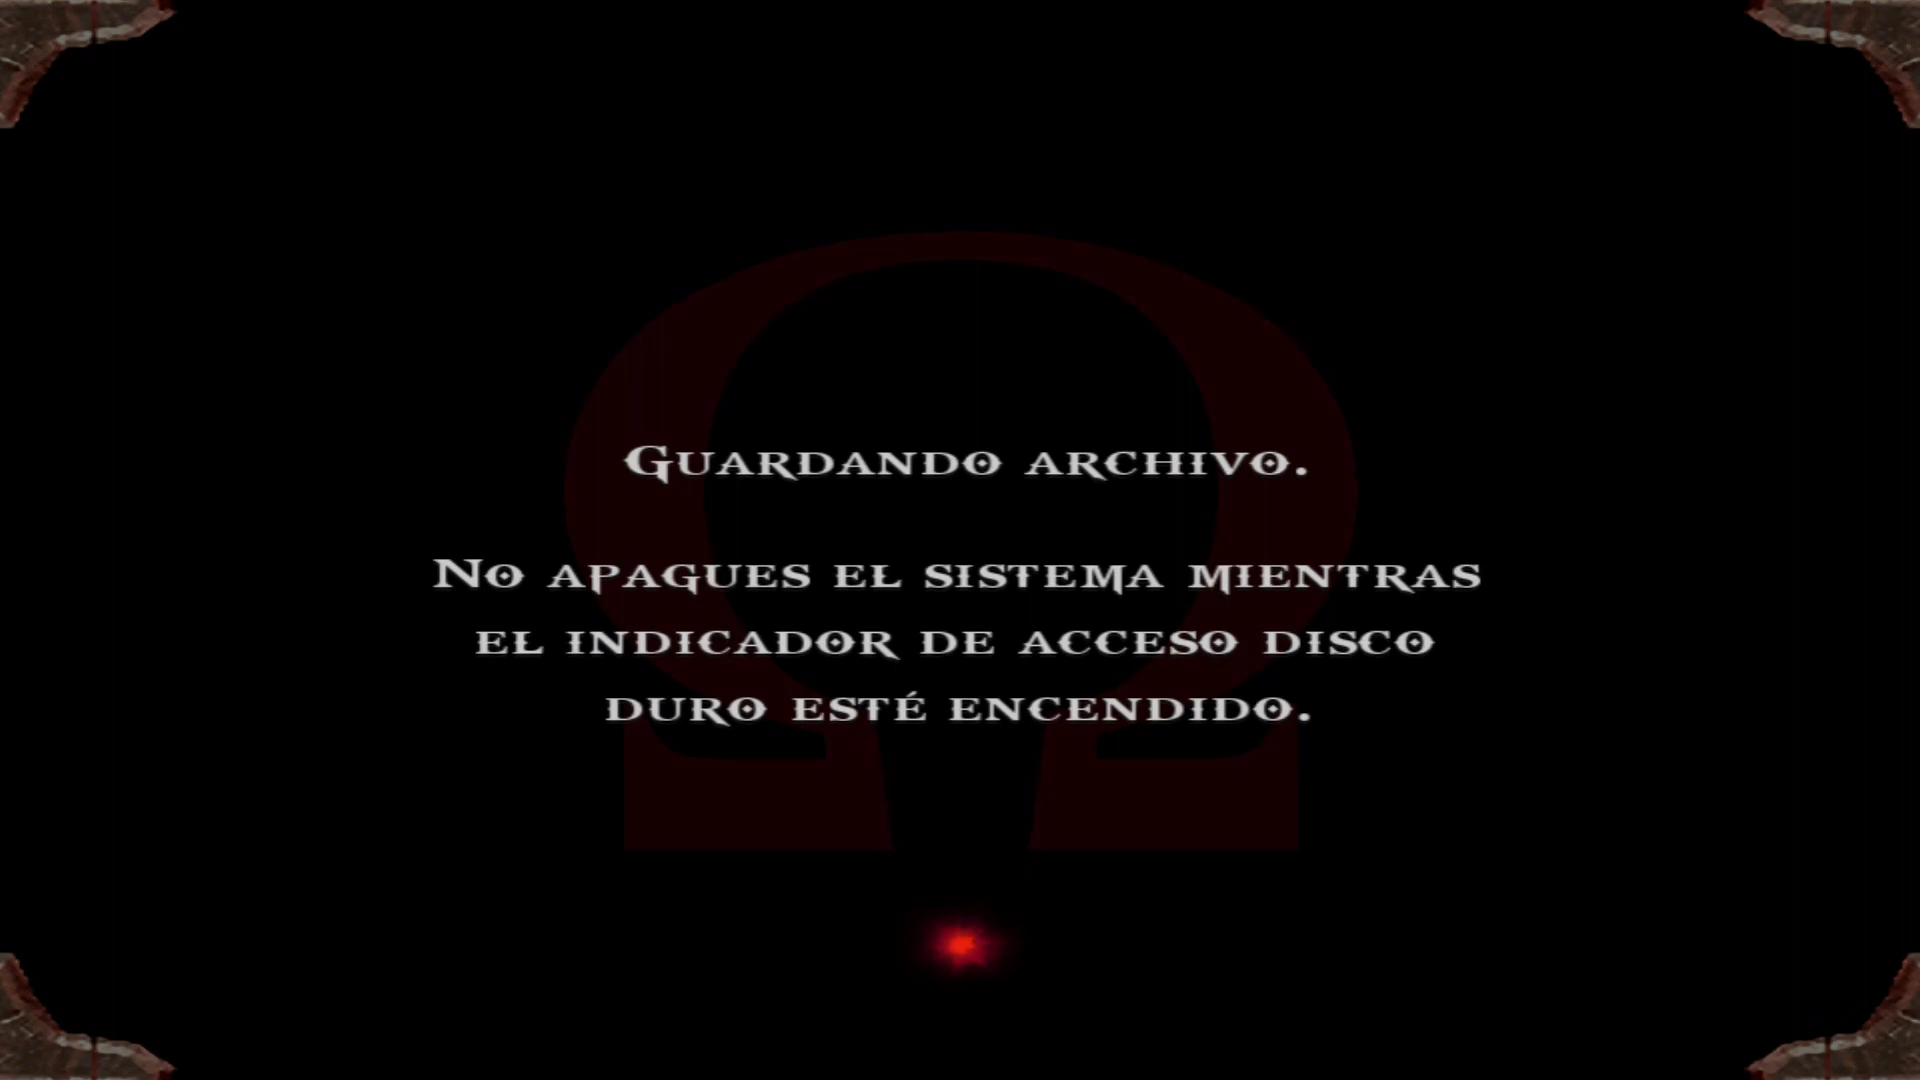 Guardando archivo.
No apagues el sistema mientras
el indicador de acceso disco
duro esté encendido.